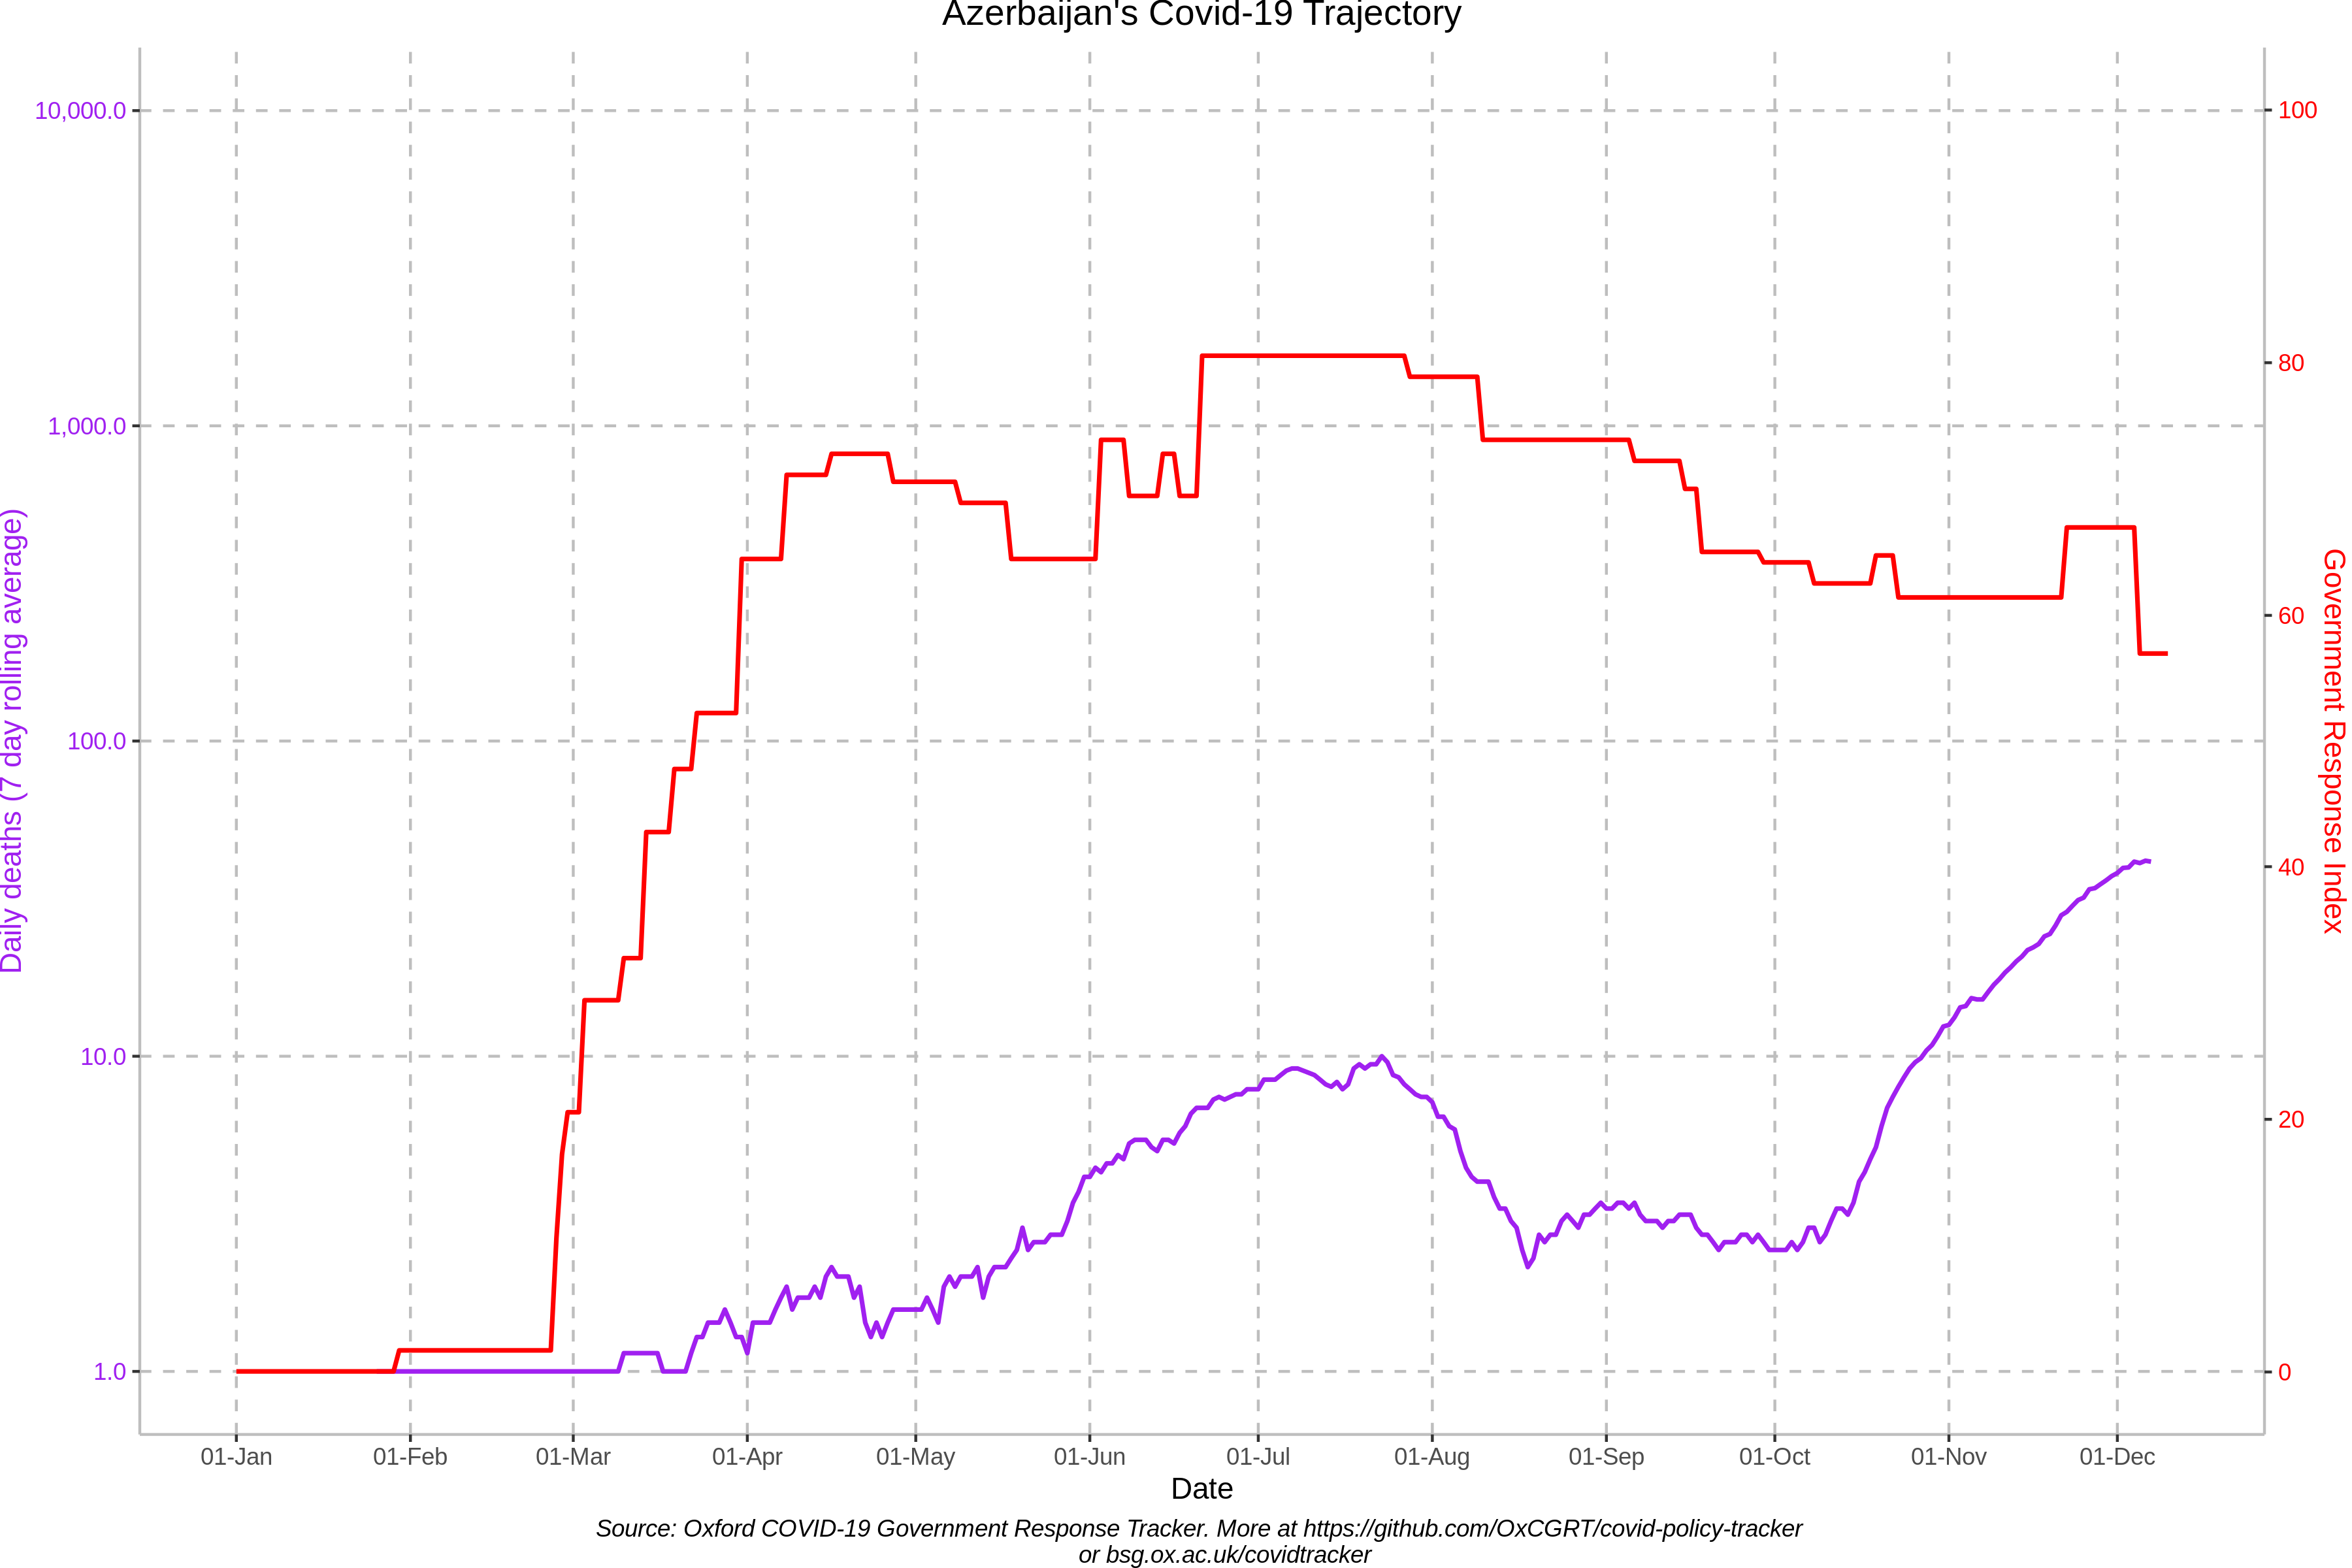 Azerbaijan's Covid-19 Trajectory
10,000.0
1,000.0
100.0
10.0
1.0
Daily deaths (7 day rolling average)
100
80
60
40
20
0
Government Response Index
01-Jan 01-Feb 01-Mar 01-Apr 01-May 01-Jun 01-Jul 01-Aug 01-Sep 01-Oct 01-Nov 01-Dec
Date
Source: Oxford COVID-19 Government Response Tracker. More at https://github.com/OxCGRT/covid-policy-tracker
or bsg.ox.ac.uk/covidtracker